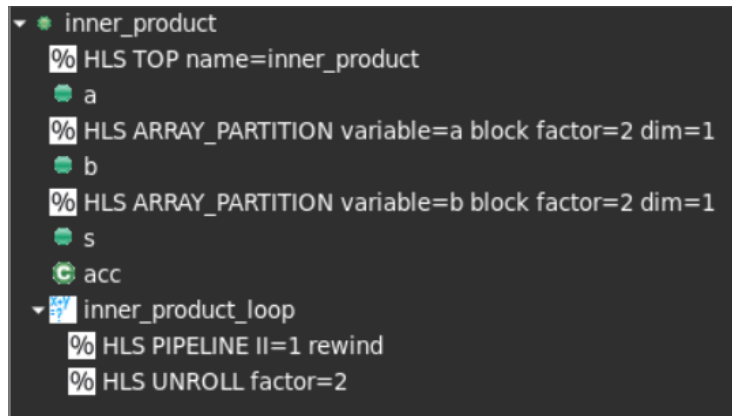 inner_product
% HLS TOP name=inner_product
a
% HLS ARRAY_PARTITION variable=a block factor=2 dim=1
b
% HLS ARRAY_PARTITION variable=b block factor=2 dim=1
s
C acc
x+y=? inner_product_loop
% HLS PIPELINE II=1 rewind
% HLS UNROLL factor=2